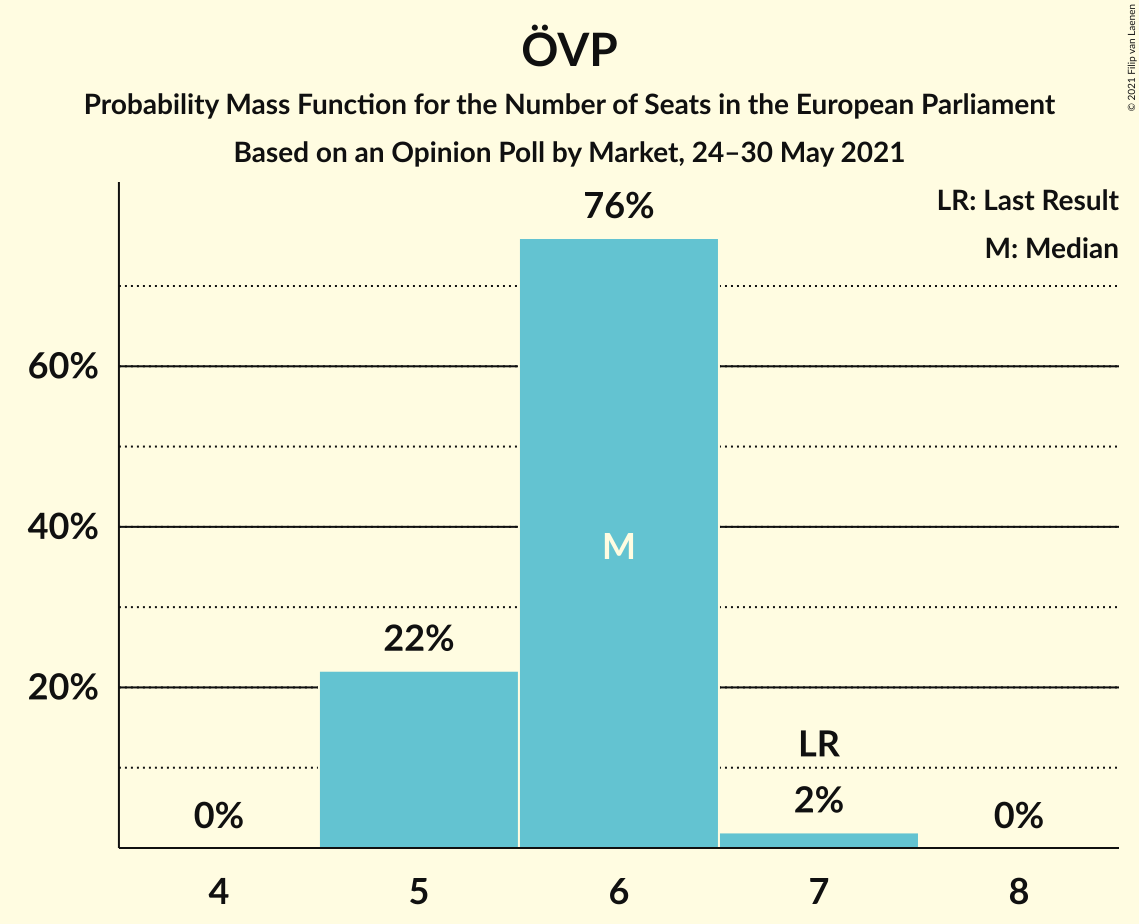 ÖVP
Probability Mass Function for the Number of Seats in the European Parliament
Based on an Opinion Poll by Market, 24–30 May 2021
© 2021 Filip van Laenen
LR: Last Result
M: Median
76%
60%
40%
M
22%
20%
LR
2%
0%
0%
4
5
6
7
8